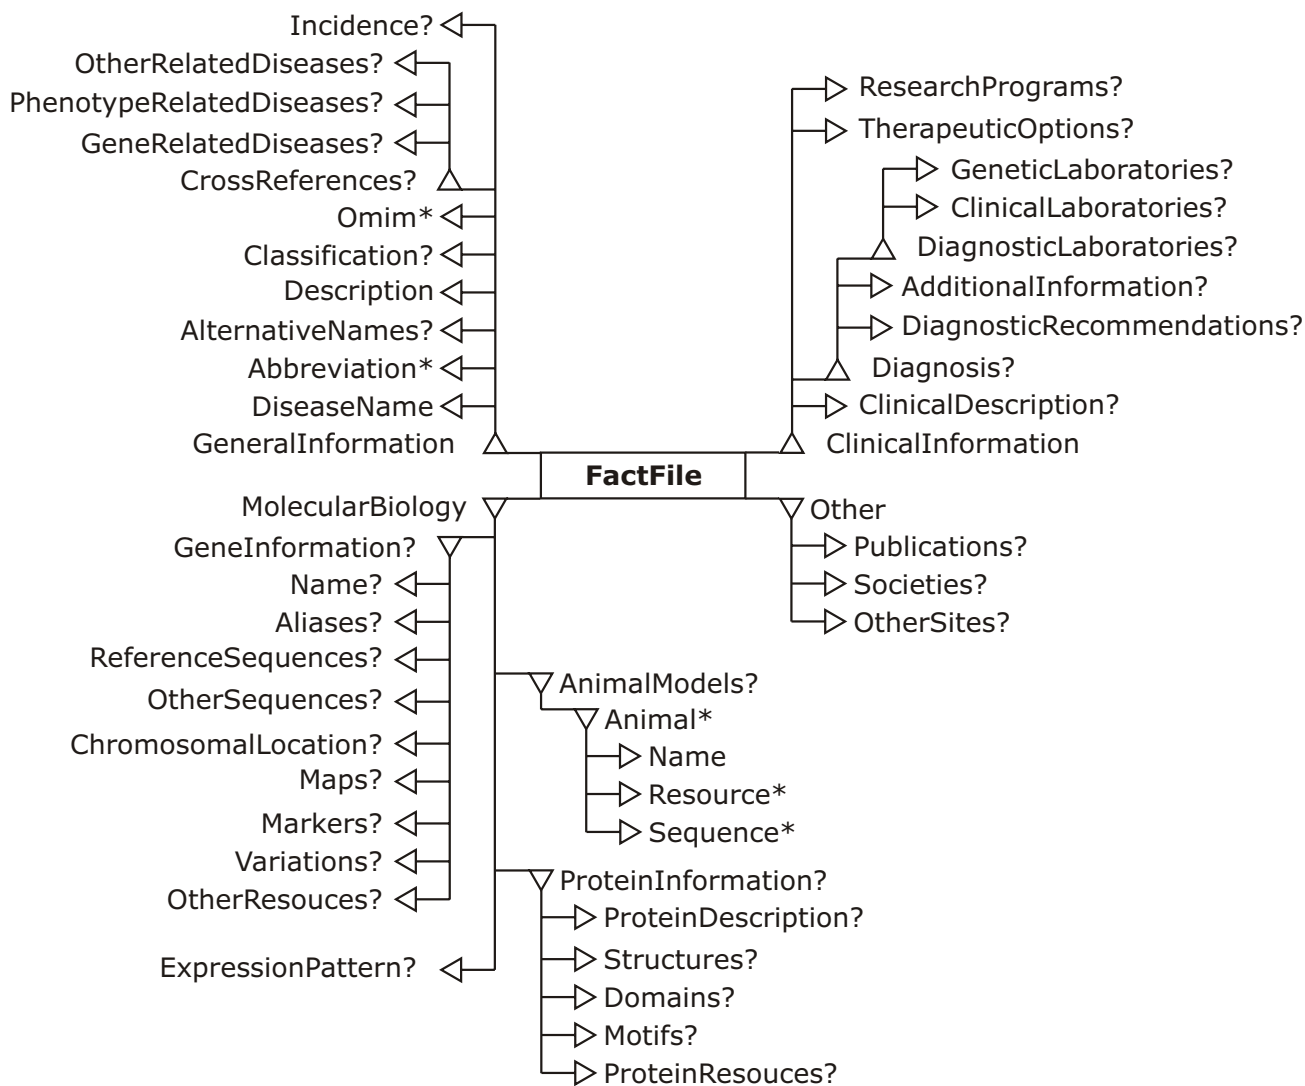 Incidence?
OtherRelatedDiseases?
PhenotypeRelatedDiseases?
GeneRelatedDiseases?
CrossReferences?
Omim*
Classification?
Description
AlternativeNames?
Abbreviation*
DiseaseName
GeneralInformation
ResearchPrograms?
TherapeuticOptions?
GeneticLaboratories?
ClinicalLaboratories?
DiagnosticLaboratories?
AdditionalInformation?
DiagnosticRecommendations?
Diagnosis?
ClinicalDescription?
ClinicalInformation
FactFile
MolecularBiology
GeneInformation?
Name?
Aliases?
ReferenceSequences?
OtherSequences?
ChromosomalLocation?
Maps?
Markers?
Variations?
OtherResouces?
ExpressionPattern?
Other
Publications?
Societies?
OtherSites?
AnimalModels?
Animal*
Name
Resource*
Sequence*
ProteinInformation?
ProteinDescription?
Structures?
Domains?
Motifs?
ProteinResouces?